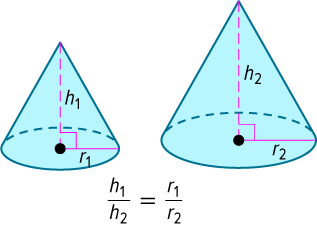 h₁
h₂
r₁
r₂
h₁/h₂ = r₁/r₂